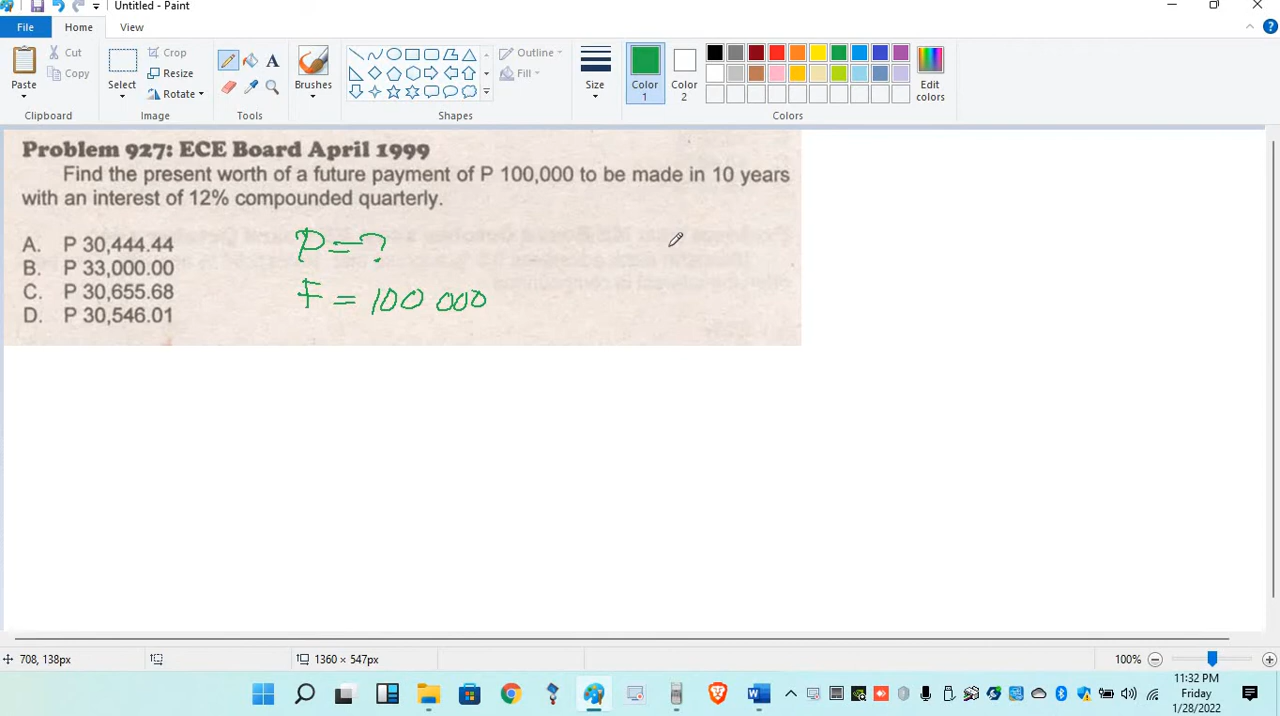 Untitled - Paint
File Home View
Paste
Cut
Copy
Clipboard
Select
Crop
Resize
Rotate
Image
A
Tools
Brushes
Outline
Fill
Shapes
Size
Color 1
Color 2
Edit colors
Colors
Problem 927: ECE Board April 1999
Find the present worth of a future payment of P 100,000 to be made in 10 years
with an interest of 12% compounded quarterly.
A. P 30,444.44
B. P 33,000.00
C. P 30,655.68
D. P 30,546.01
P = ?
F = 100 000
708, 138px
1360 × 547px
100%
11:32 PM
Friday
1/28/2022